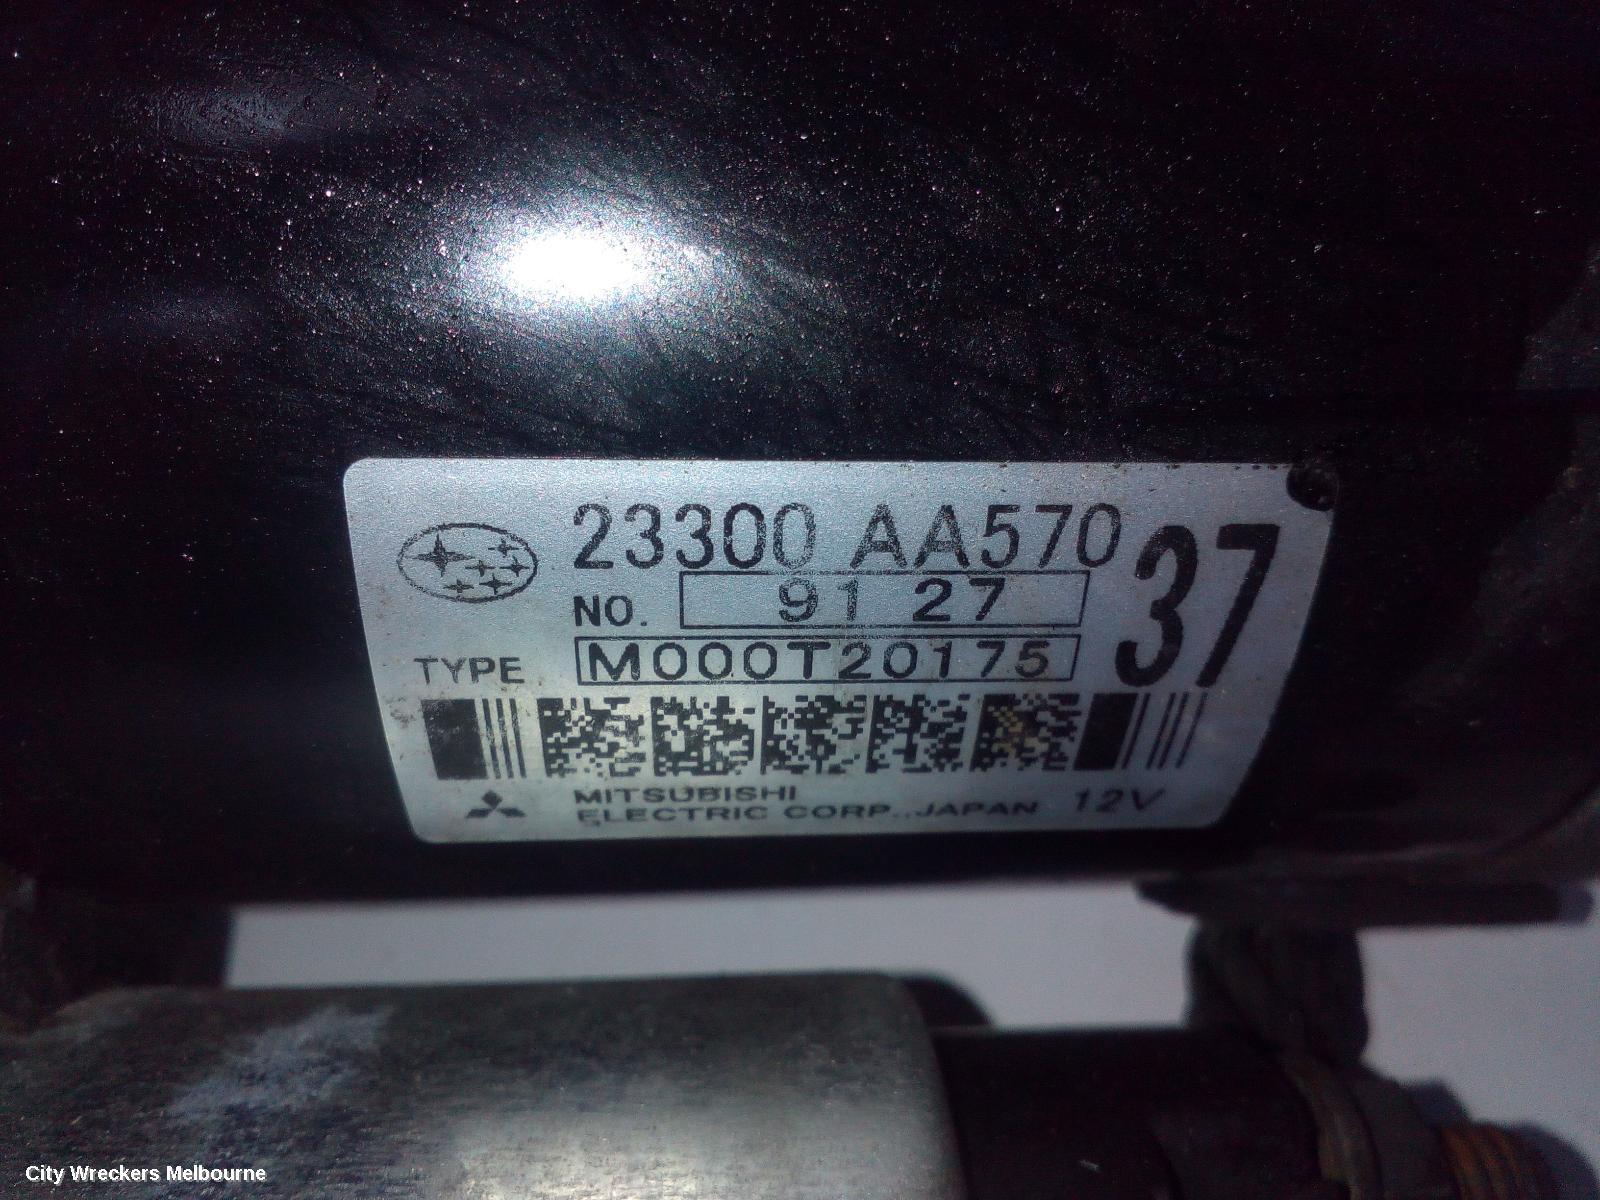 23300 AA570
37
NO. 91 27
TYPE M000T20175
MITSUBISHI
ELECTRIC CORP., JAPAN 12V
City Wreckers Melbourne